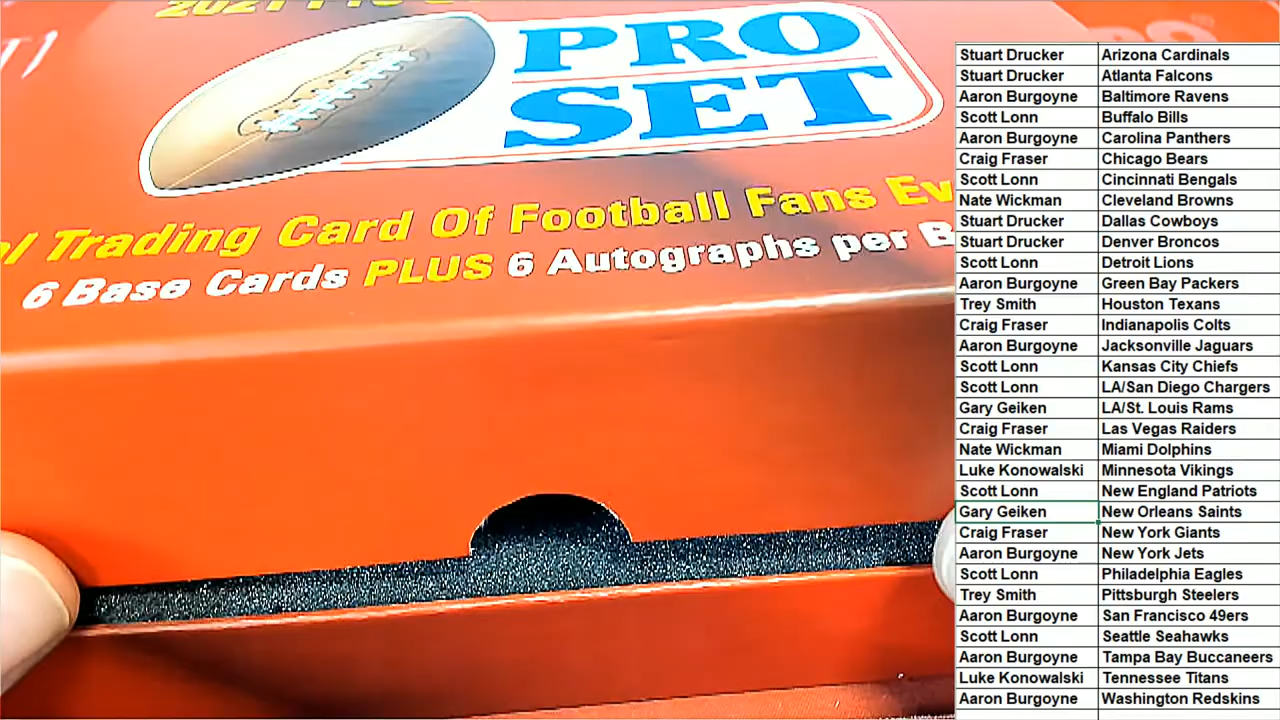 2021 Pro
PRO
SET
Trading Card Of Football Fans Ev
6 Base Cards PLUS 6 Autographs per B
Stuart Drucker Arizona Cardinals
Stuart Drucker Atlanta Falcons
Aaron Burgoyne Baltimore Ravens
Scott Lonn Buffalo Bills
Aaron Burgoyne Carolina Panthers
Craig Fraser Chicago Bears
Scott Lonn Cincinnati Bengals
Nate Wickman Cleveland Browns
Stuart Drucker Dallas Cowboys
Stuart Drucker Denver Broncos
Scott Lonn Detroit Lions
Aaron Burgoyne Green Bay Packers
Trey Smith Houston Texans
Craig Fraser Indianapolis Colts
Aaron Burgoyne Jacksonville Jaguars
Scott Lonn Kansas City Chiefs
Scott Lonn LA/San Diego Chargers
Gary Geiken LA/St. Louis Rams
Craig Fraser Las Vegas Raiders
Nate Wickman Miami Dolphins
Luke Konowalski Minnesota Vikings
Scott Lonn New England Patriots
Gary Geiken New Orleans Saints
Craig Fraser New York Giants
Aaron Burgoyne New York Jets
Scott Lonn Philadelphia Eagles
Trey Smith Pittsburgh Steelers
Aaron Burgoyne San Francisco 49ers
Scott Lonn Seattle Seahawks
Aaron Burgoyne Tampa Bay Buccaneers
Luke Konowalski Tennessee Titans
Aaron Burgoyne Washington Redskins